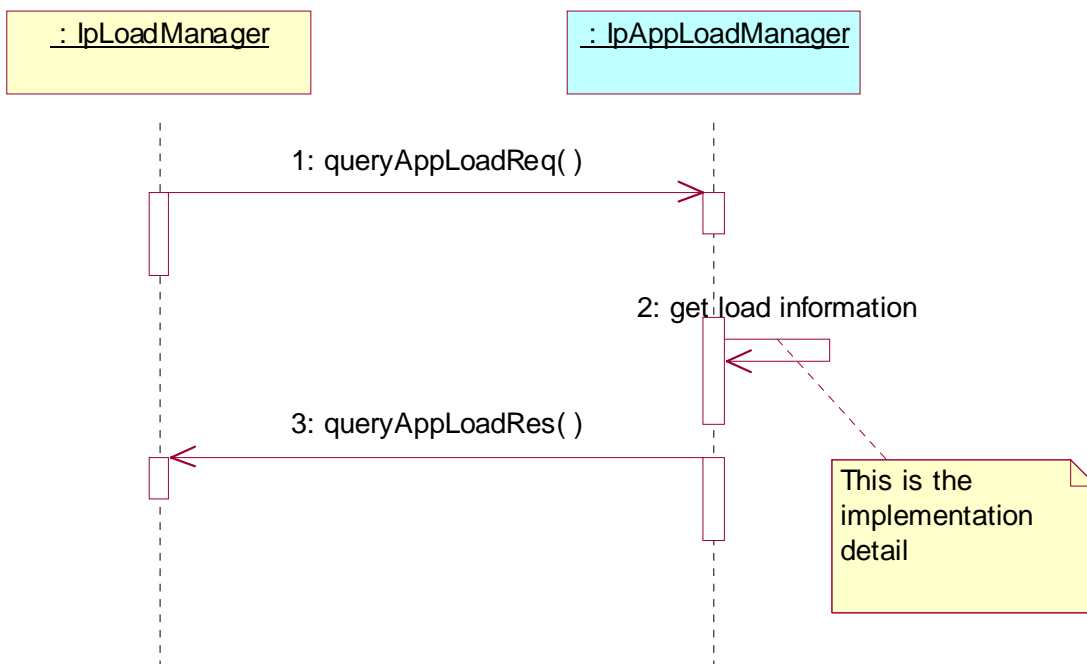 : IpLoadManager
: IpAppLoadManager
1: queryAppLoadReq( )
2: get load information
3: queryAppLoadRes( )
This is the
implementation
detail